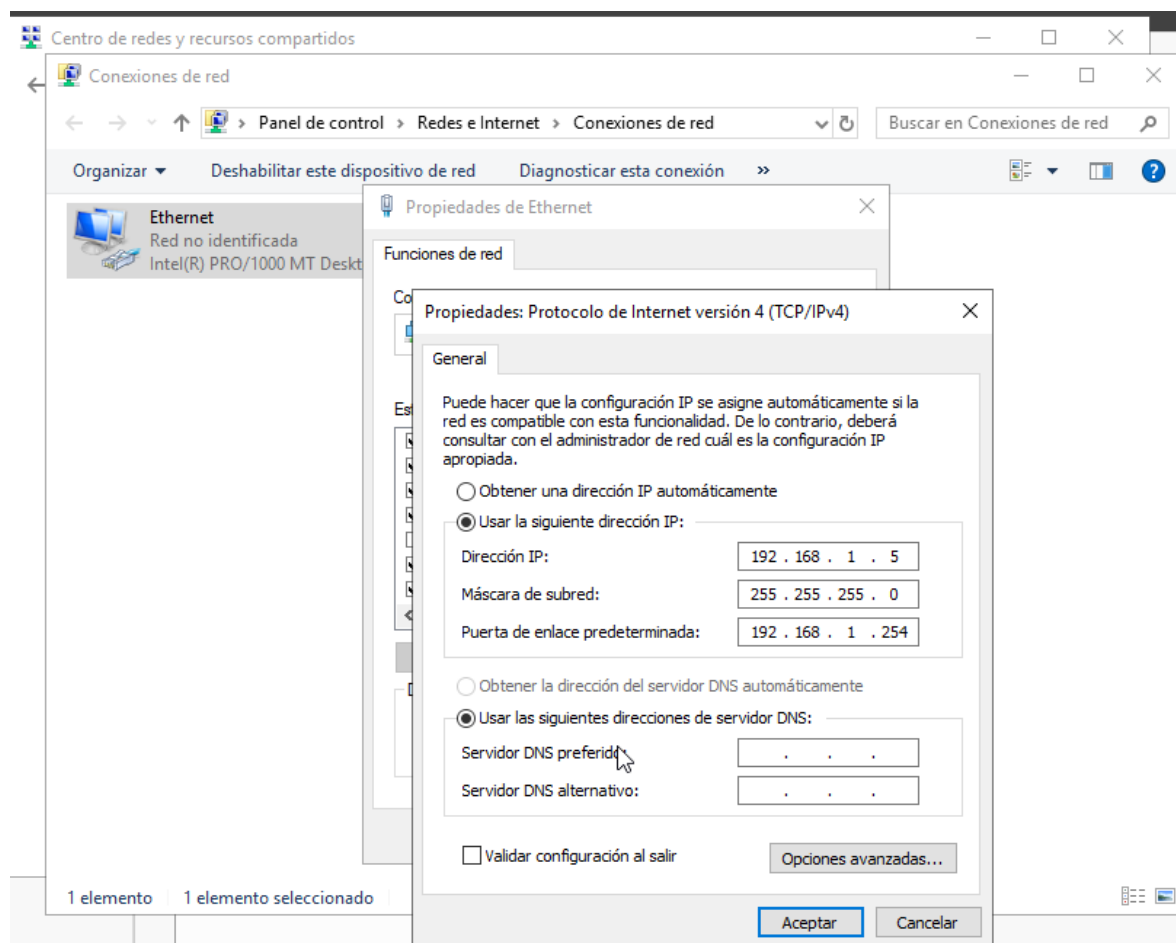 Centro de redes y recursos compartidos
Conexiones de red
Panel de control > Redes e Internet > Conexiones de red
Buscar en Conexiones de red
Organizar
Deshabilitar este dispositivo de red
Diagnosticar esta conexión
»
Ethernet
Red no identificada
Intel(R) PRO/1000 MT Deskt
Propiedades de Ethernet
Funciones de red
Co
Propiedades: Protocolo de Internet versión 4 (TCP/IPv4)
General
Puede hacer que la configuración IP se asigne automáticamente si la
red es compatible con esta funcionalidad. De lo contrario, deberá
consultar con el administrador de red cuál es la configuración IP
apropiada.
Obtener una dirección IP automáticamente
Usar la siguiente dirección IP:
Dirección IP: 192 . 168 . 1 . 5
Máscara de subred: 255 . 255 . 255 . 0
Puerta de enlace predeterminada: 192 . 168 . 1 . 254
Obtener la dirección del servidor DNS automáticamente
Usar las siguientes direcciones de servidor DNS:
Servidor DNS preferido: . . .
Servidor DNS alternativo: . . .
Validar configuración al salir
Opciones avanzadas...
1 elemento
1 elemento seleccionado
Aceptar
Cancelar